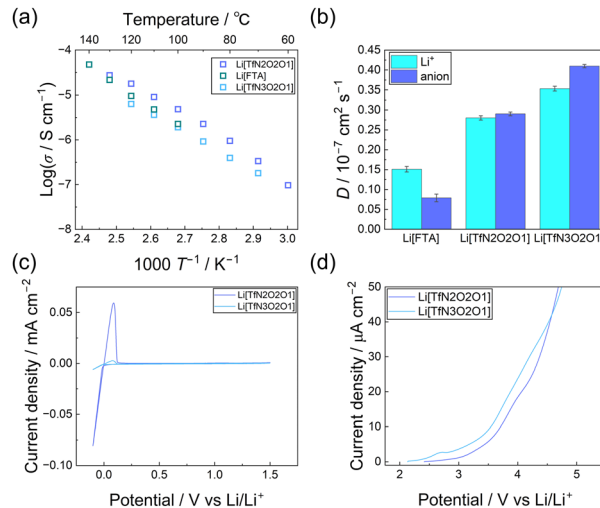 (a)
Temperature / °C
140 120 100 80 60
Li[TfN2O2O1]
Li[FTA]
Li[TfN3O2O1]
−4
−5
−6
−7
−8
Log(σ / S cm⁻¹)
2.4 2.5 2.6 2.7 2.8 2.9 3.0
1000 T⁻¹ / K⁻¹
(b)
Li⁺
anion
0.45
0.40
0.35
0.30
0.25
0.20
0.15
0.10
0.05
0.00
D / 10⁻⁷ cm² s⁻¹
Li[FTA] Li[TfN2O2O1] Li[TfN3O2O1]
(c)
Li[TfN2O2O1]
Li[TfN3O2O1]
0.05
0.00
−0.05
−0.10
Current density / mA cm⁻²
0.0 0.5 1.0 1.5
Potential / V vs Li/Li⁺
(d)
Li[TfN2O2O1]
Li[TfN3O2O1]
50
40
30
20
10
0
Current density / μA cm⁻²
2 3 4 5
Potential / V vs Li/Li⁺